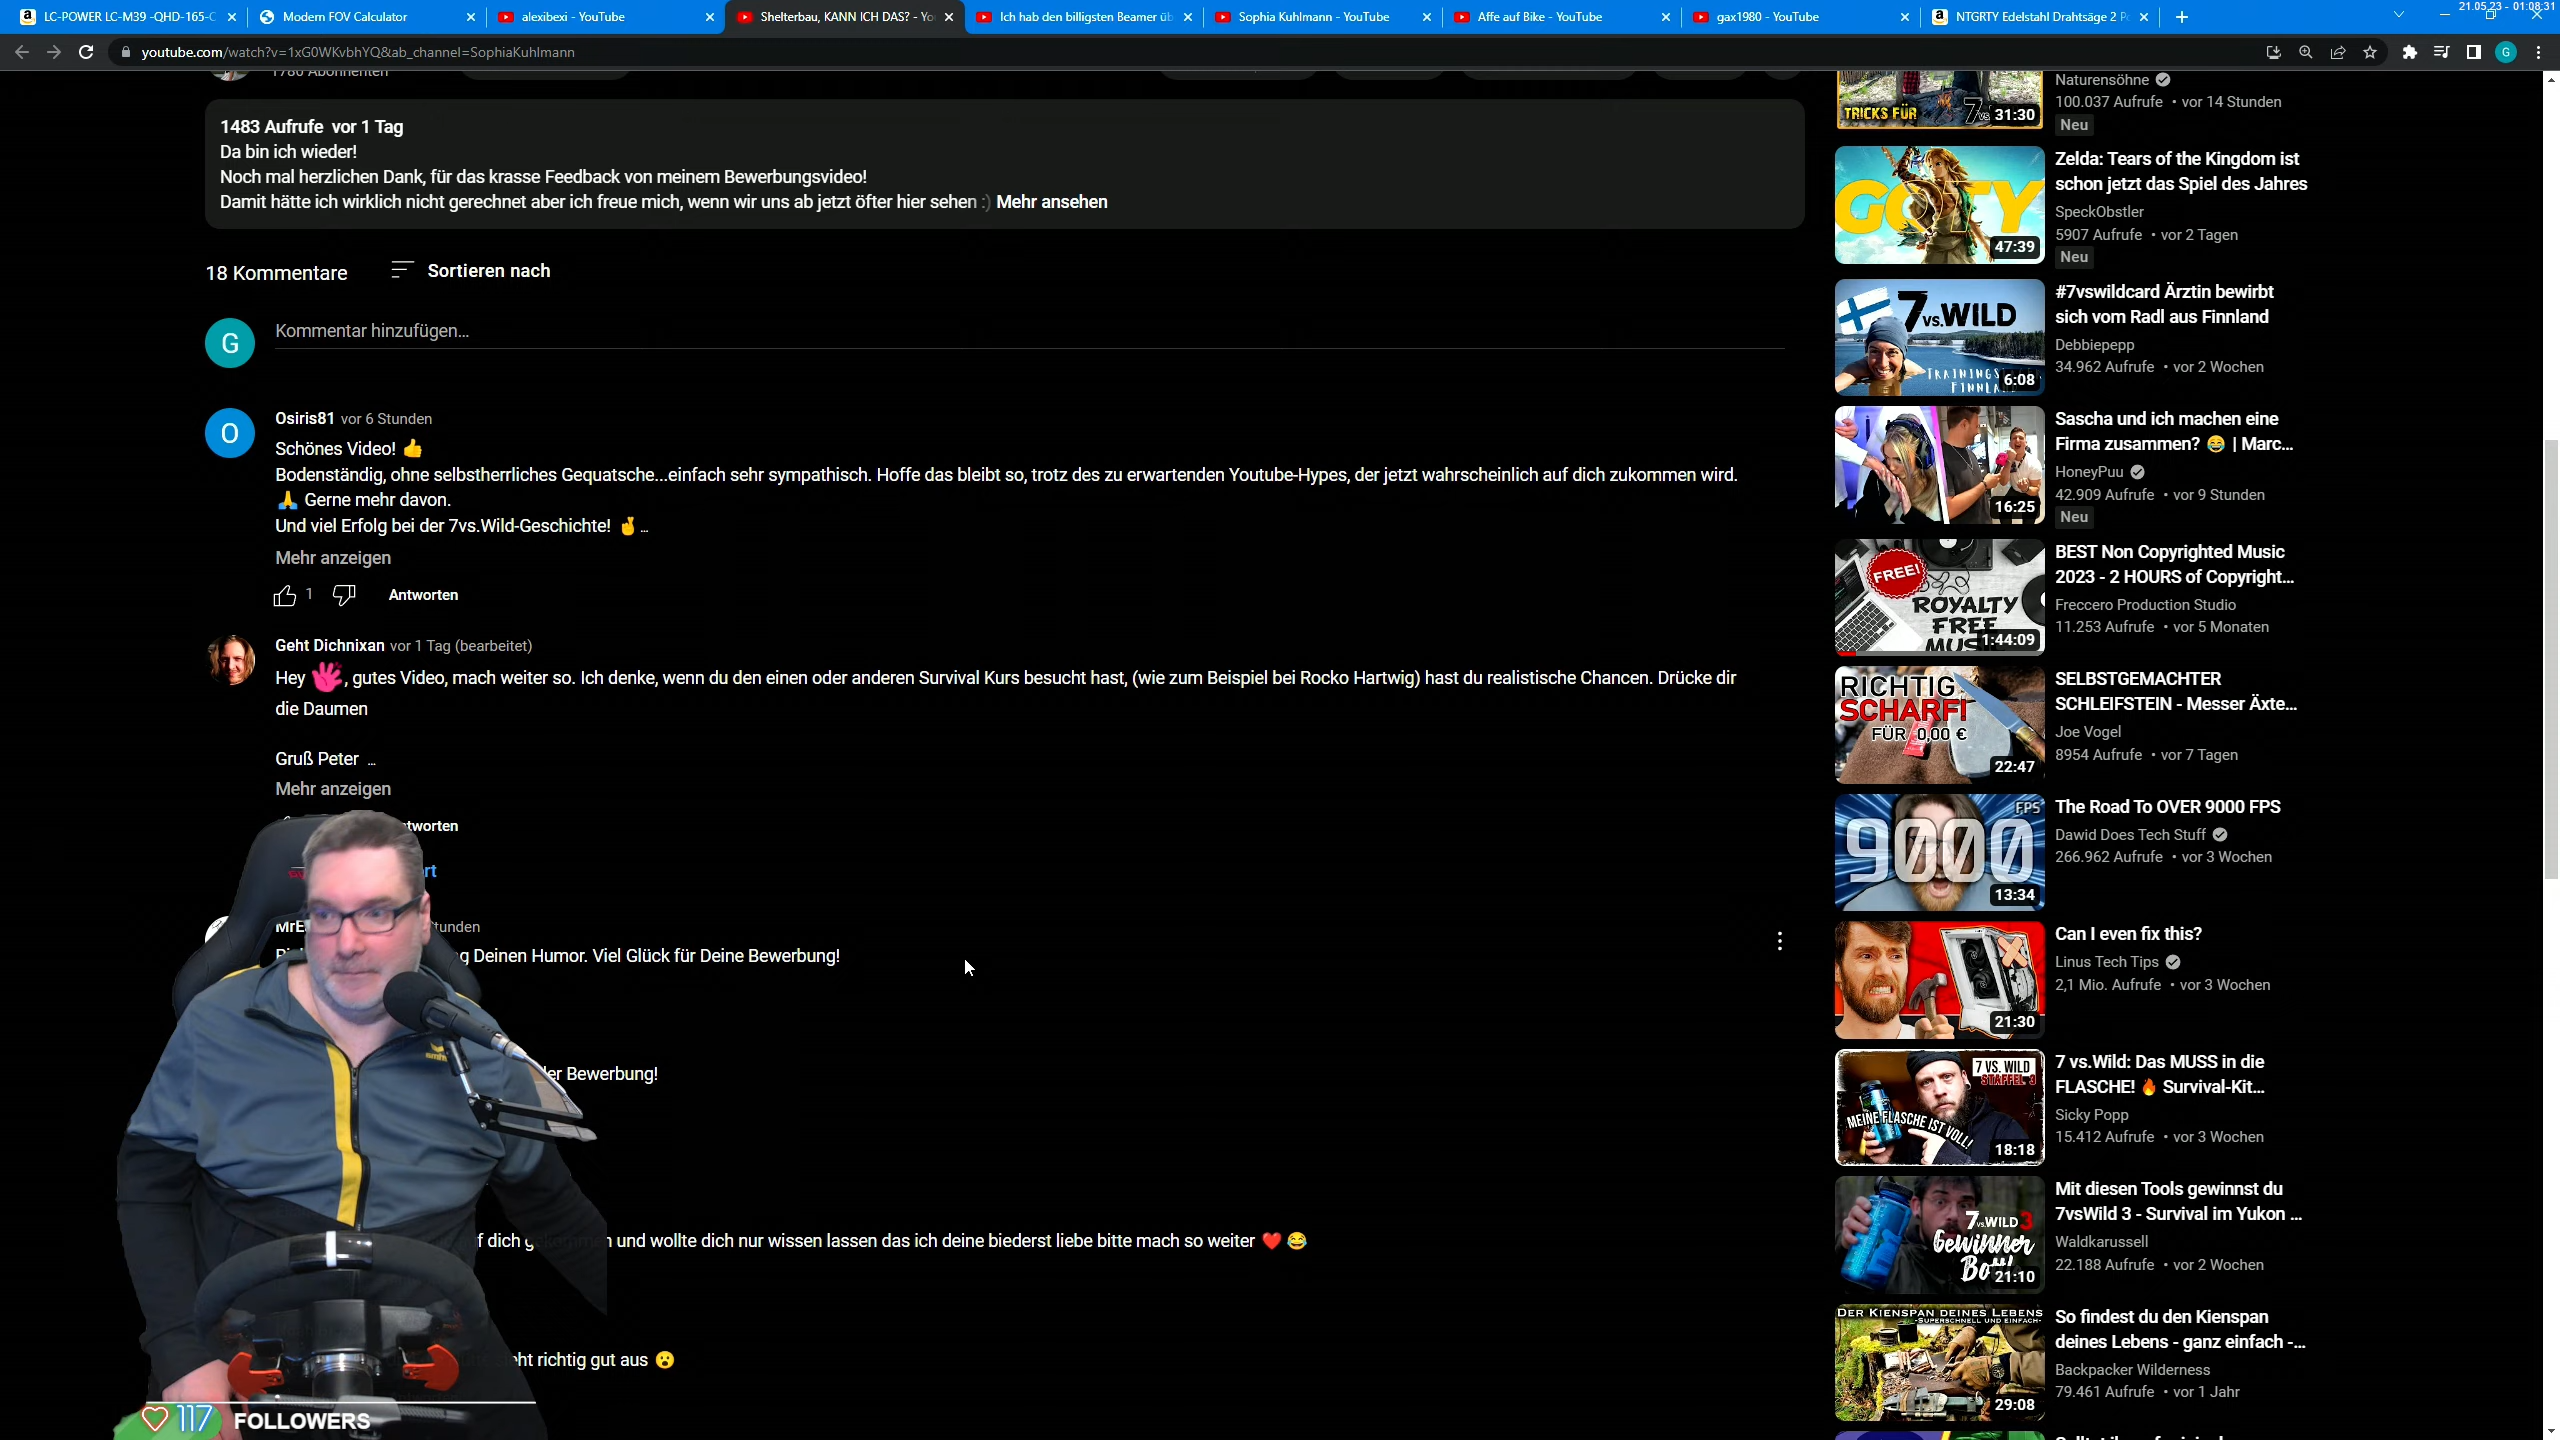 21.05.23 - 01:08:31
LC-POWER LC-M39 -QHD-165-C
Modern FOV Calculator
alexibexi - YouTube
Shelterbau, KANN ICH DAS? - Yo
Ich hab den billigsten Beamer üb
Sophia Kuhlmann - YouTube
Affe auf Bike - YouTube
gax1980 - YouTube
NTGRTY Edelstahl Drahtsäge 2 P
youtube.com/watch?v=1xG0WKvbhYQ&ab_channel=SophiaKuhlmann
G
1786 Abonnenten
1483 Aufrufe vor 1 Tag
Da bin ich wieder!
Noch mal herzlichen Dank, für das krasse Feedback von meinem Bewerbungsvideo!
Damit hätte ich wirklich nicht gerechnet aber ich freue mich, wenn wir uns ab jetzt öfter hier sehen :) Mehr ansehen
18 Kommentare
Sortieren nach
G
Kommentar hinzufügen...
O
Osiris81 vor 6 Stunden
Schönes Video! 👍
Bodenständig, ohne selbstherrliches Gequatsche...einfach sehr sympathisch. Hoffe das bleibt so, trotz des zu erwartenden Youtube-Hypes, der jetzt wahrscheinlich auf dich zukommen wird.
🙏 Gerne mehr davon.
Und viel Erfolg bei der 7vs.Wild-Geschichte! 🤞...
Mehr anzeigen
1
Antworten
Geht Dichnixan vor 1 Tag (bearbeitet)
Hey 👋, gutes Video, mach weiter so. Ich denke, wenn du den einen oder anderen Survival Kurs besucht hast, (wie zum Beispiel bei Rocko Hartwig) hast du realistische Chancen. Drücke dir
die Daumen
Gruß Peter ...
Mehr anzeigen
tworten
rt
MrE
tunden
g Deinen Humor. Viel Glück für Deine Bewerbung!
er Bewerbung!
f dich und wollte dich nur wissen lassen das ich deine biederst liebe bitte mach so weiter ❤️ 😂
ht richtig gut aus 😮
117 FOLLOWERS
TRICKS FÜR 7vs
31:30
Naturensöhne
100.037 Aufrufe • vor 14 Stunden
Neu
GOTY
47:39
Zelda: Tears of the Kingdom ist
schon jetzt das Spiel des Jahres
SpeckObstler
5907 Aufrufe • vor 2 Tagen
Neu
7 vs. WILD
6:08
#7vswildcard Ärztin bewirbt
sich vom Radl aus Finnland
Debbiepepp
34.962 Aufrufe • vor 2 Wochen
16:25
Sascha und ich machen eine
Firma zusammen? 😂 | Marc...
HoneyPuu
42.909 Aufrufe • vor 9 Stunden
Neu
FREE!
ROYALTY
FREE
MUSI
1:44:09
BEST Non Copyrighted Music
2023 - 2 HOURS of Copyright...
Freccero Production Studio
11.253 Aufrufe • vor 5 Monaten
RICHTIG
SCHARF!
FÜR 0,00 €
22:47
SELBSTGEMACHTER
SCHLEIFSTEIN - Messer Äxte...
Joe Vogel
8954 Aufrufe • vor 7 Tagen
FPS
9000
13:34
The Road To OVER 9000 FPS
Dawid Does Tech Stuff
266.962 Aufrufe • vor 3 Wochen
21:30
Can I even fix this?
Linus Tech Tips
2,1 Mio. Aufrufe • vor 3 Wochen
7 VS. WILD
STAFFEL 3
MEINE FLASCHE IST VOLL!
18:18
7 vs.Wild: Das MUSS in die
FLASCHE! 🔥 Survival-Kit...
Sicky Popp
15.412 Aufrufe • vor 3 Wochen
7 vs. WILD 3
Gewinner
Bo
21:10
Mit diesen Tools gewinnst du
7vsWild 3 - Survival im Yukon ...
Waldkarussell
22.188 Aufrufe • vor 2 Wochen
DER KIENSPAN DEINES LEBENS
-SUPERSCHNELL UND EINFACH-
29:08
So findest du den Kienspan
deines Lebens - ganz einfach -...
Backpacker Wilderness
79.461 Aufrufe • vor 1 Jahr